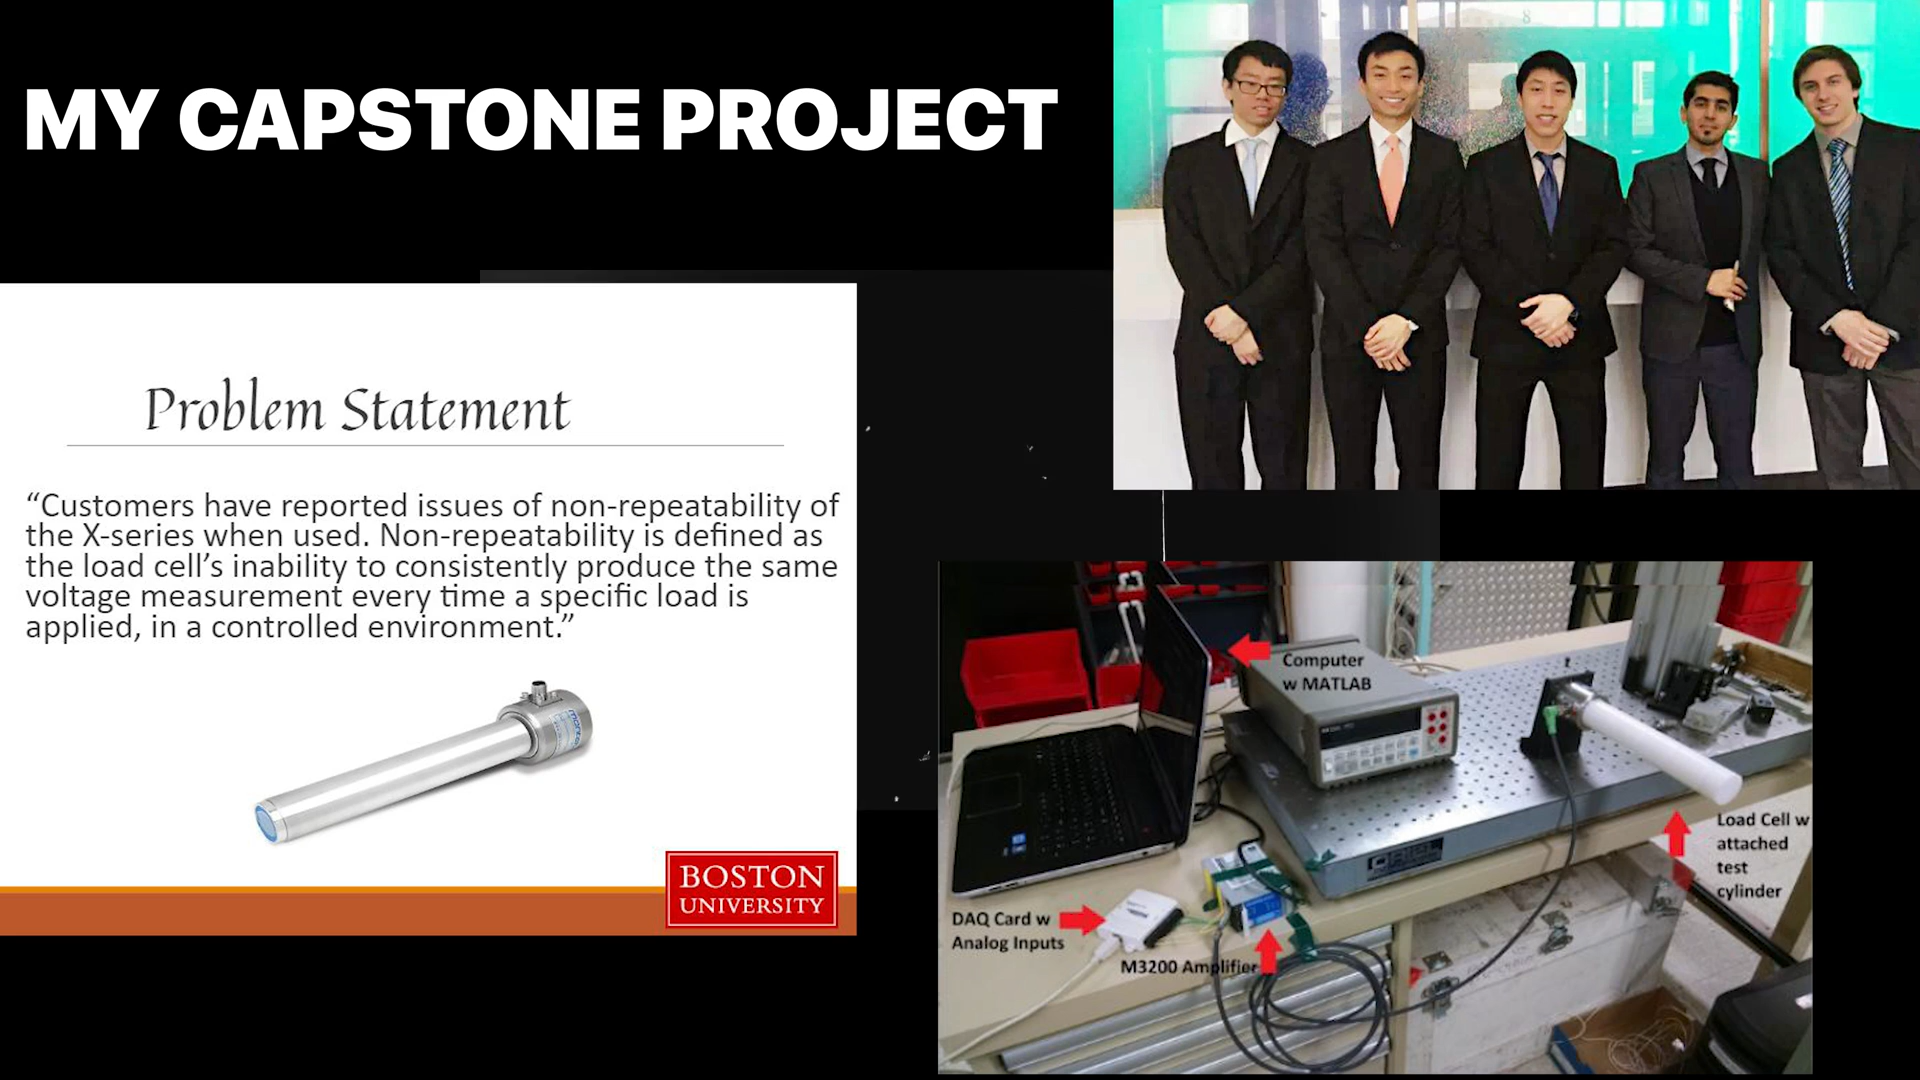 MY CAPSTONE PROJECT
Problem Statement
“Customers have reported issues of non-repeatability of
the X-series when used. Non-repeatability is defined as
the load cell’s inability to consistently produce the same
voltage measurement every time a specific load is
applied, in a controlled environment.”
BOSTON
UNIVERSITY
Computer
w MATLAB
Load Cell w
attached
test
cylinder
DAQ Card w
Analog Inputs
M3200 Amplifier